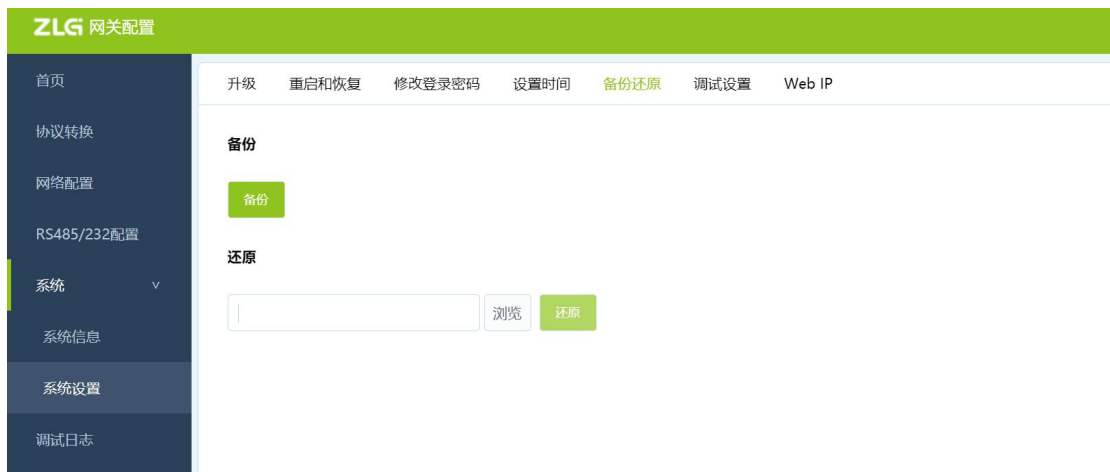 ZLG 网关配置
首页
协议转换
网络配置
RS485/232配置
系统 ∨
系统信息
系统设置
调试日志
升级 重启和恢复 修改登录密码 设置时间 备份还原 调试设置 Web IP
备份
备份
还原
浏览 还原